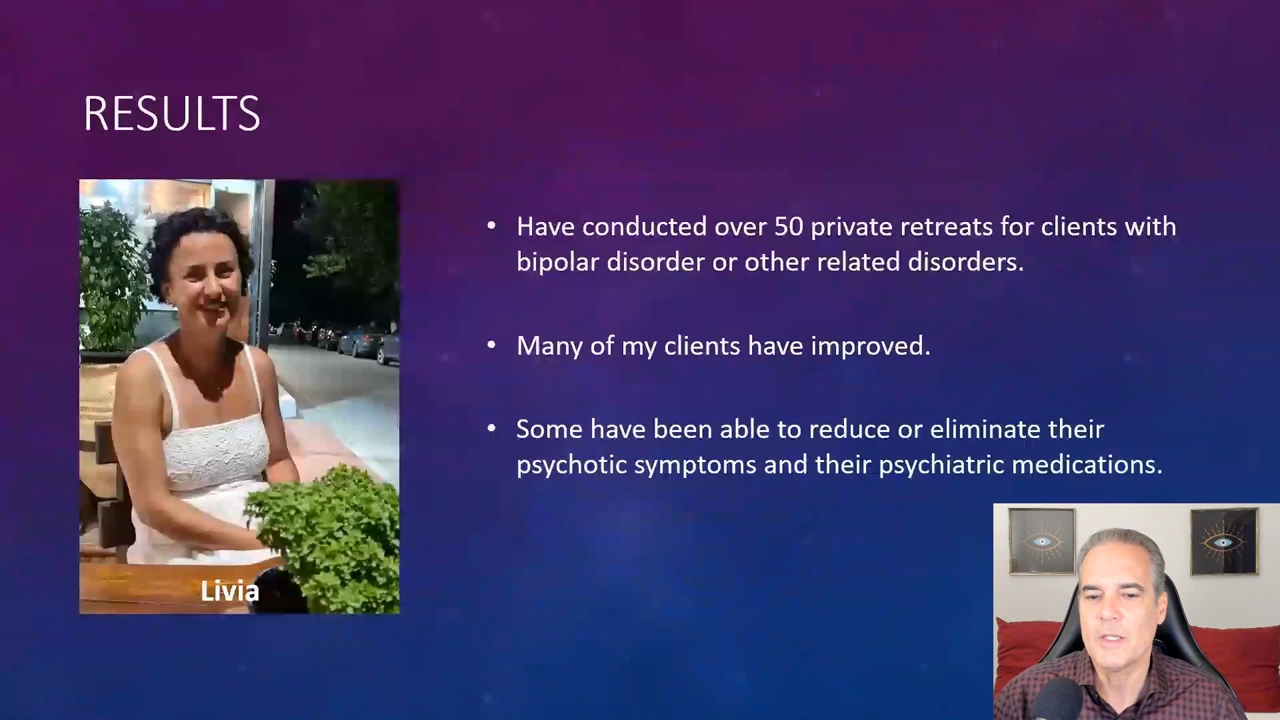 RESULTS
• Have conducted over 50 private retreats for clients with
bipolar disorder or other related disorders.
• Many of my clients have improved.
• Some have been able to reduce or eliminate their
psychotic symptoms and their psychiatric medications.
Livia